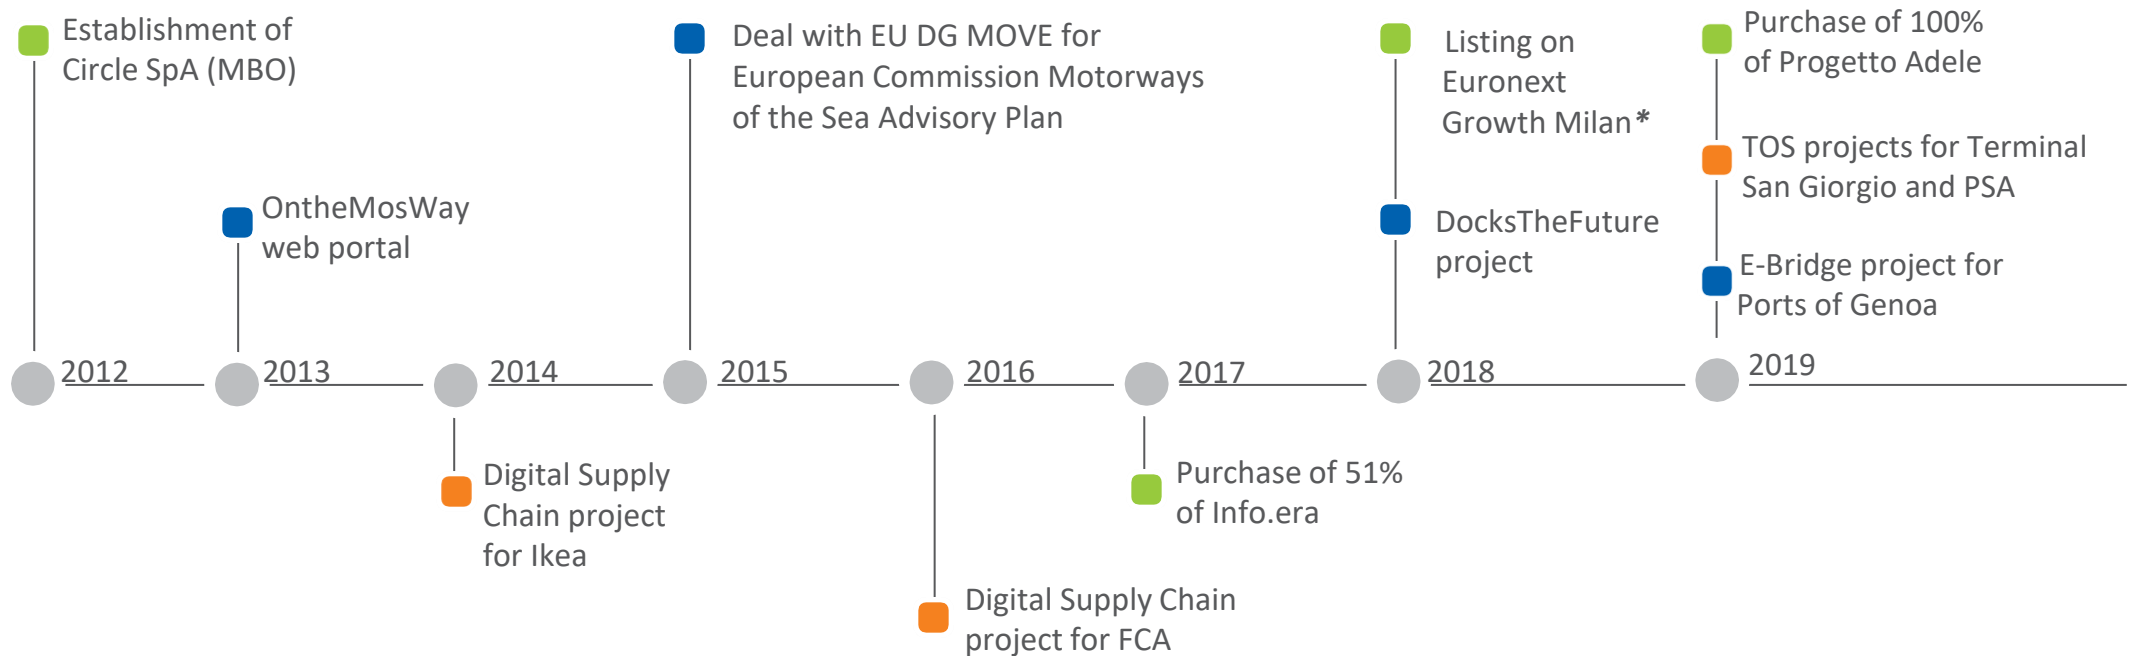 Establishment of
Circle SpA (MBO)
OntheMosWay
web portal
Deal with EU DG MOVE for
European Commission Motorways
of the Sea Advisory Plan
Listing on
Euronext
Growth Milan*
DocksTheFuture
project
Purchase of 100%
of Progetto Adele
TOS projects for Terminal
San Giorgio and PSA
E-Bridge project for
Ports of Genoa
2012
2013
2014
2015
2016
2017
2018
2019
Digital Supply
Chain project
for Ikea
Digital Supply Chain
project for FCA
Purchase of 51%
of Info.era